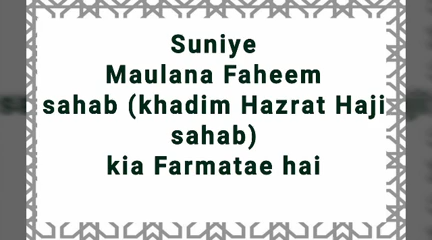 Suniye
Maulana Faheem
sahab (khadim Hazrat Haji
sahab)
kia Farmatae hai